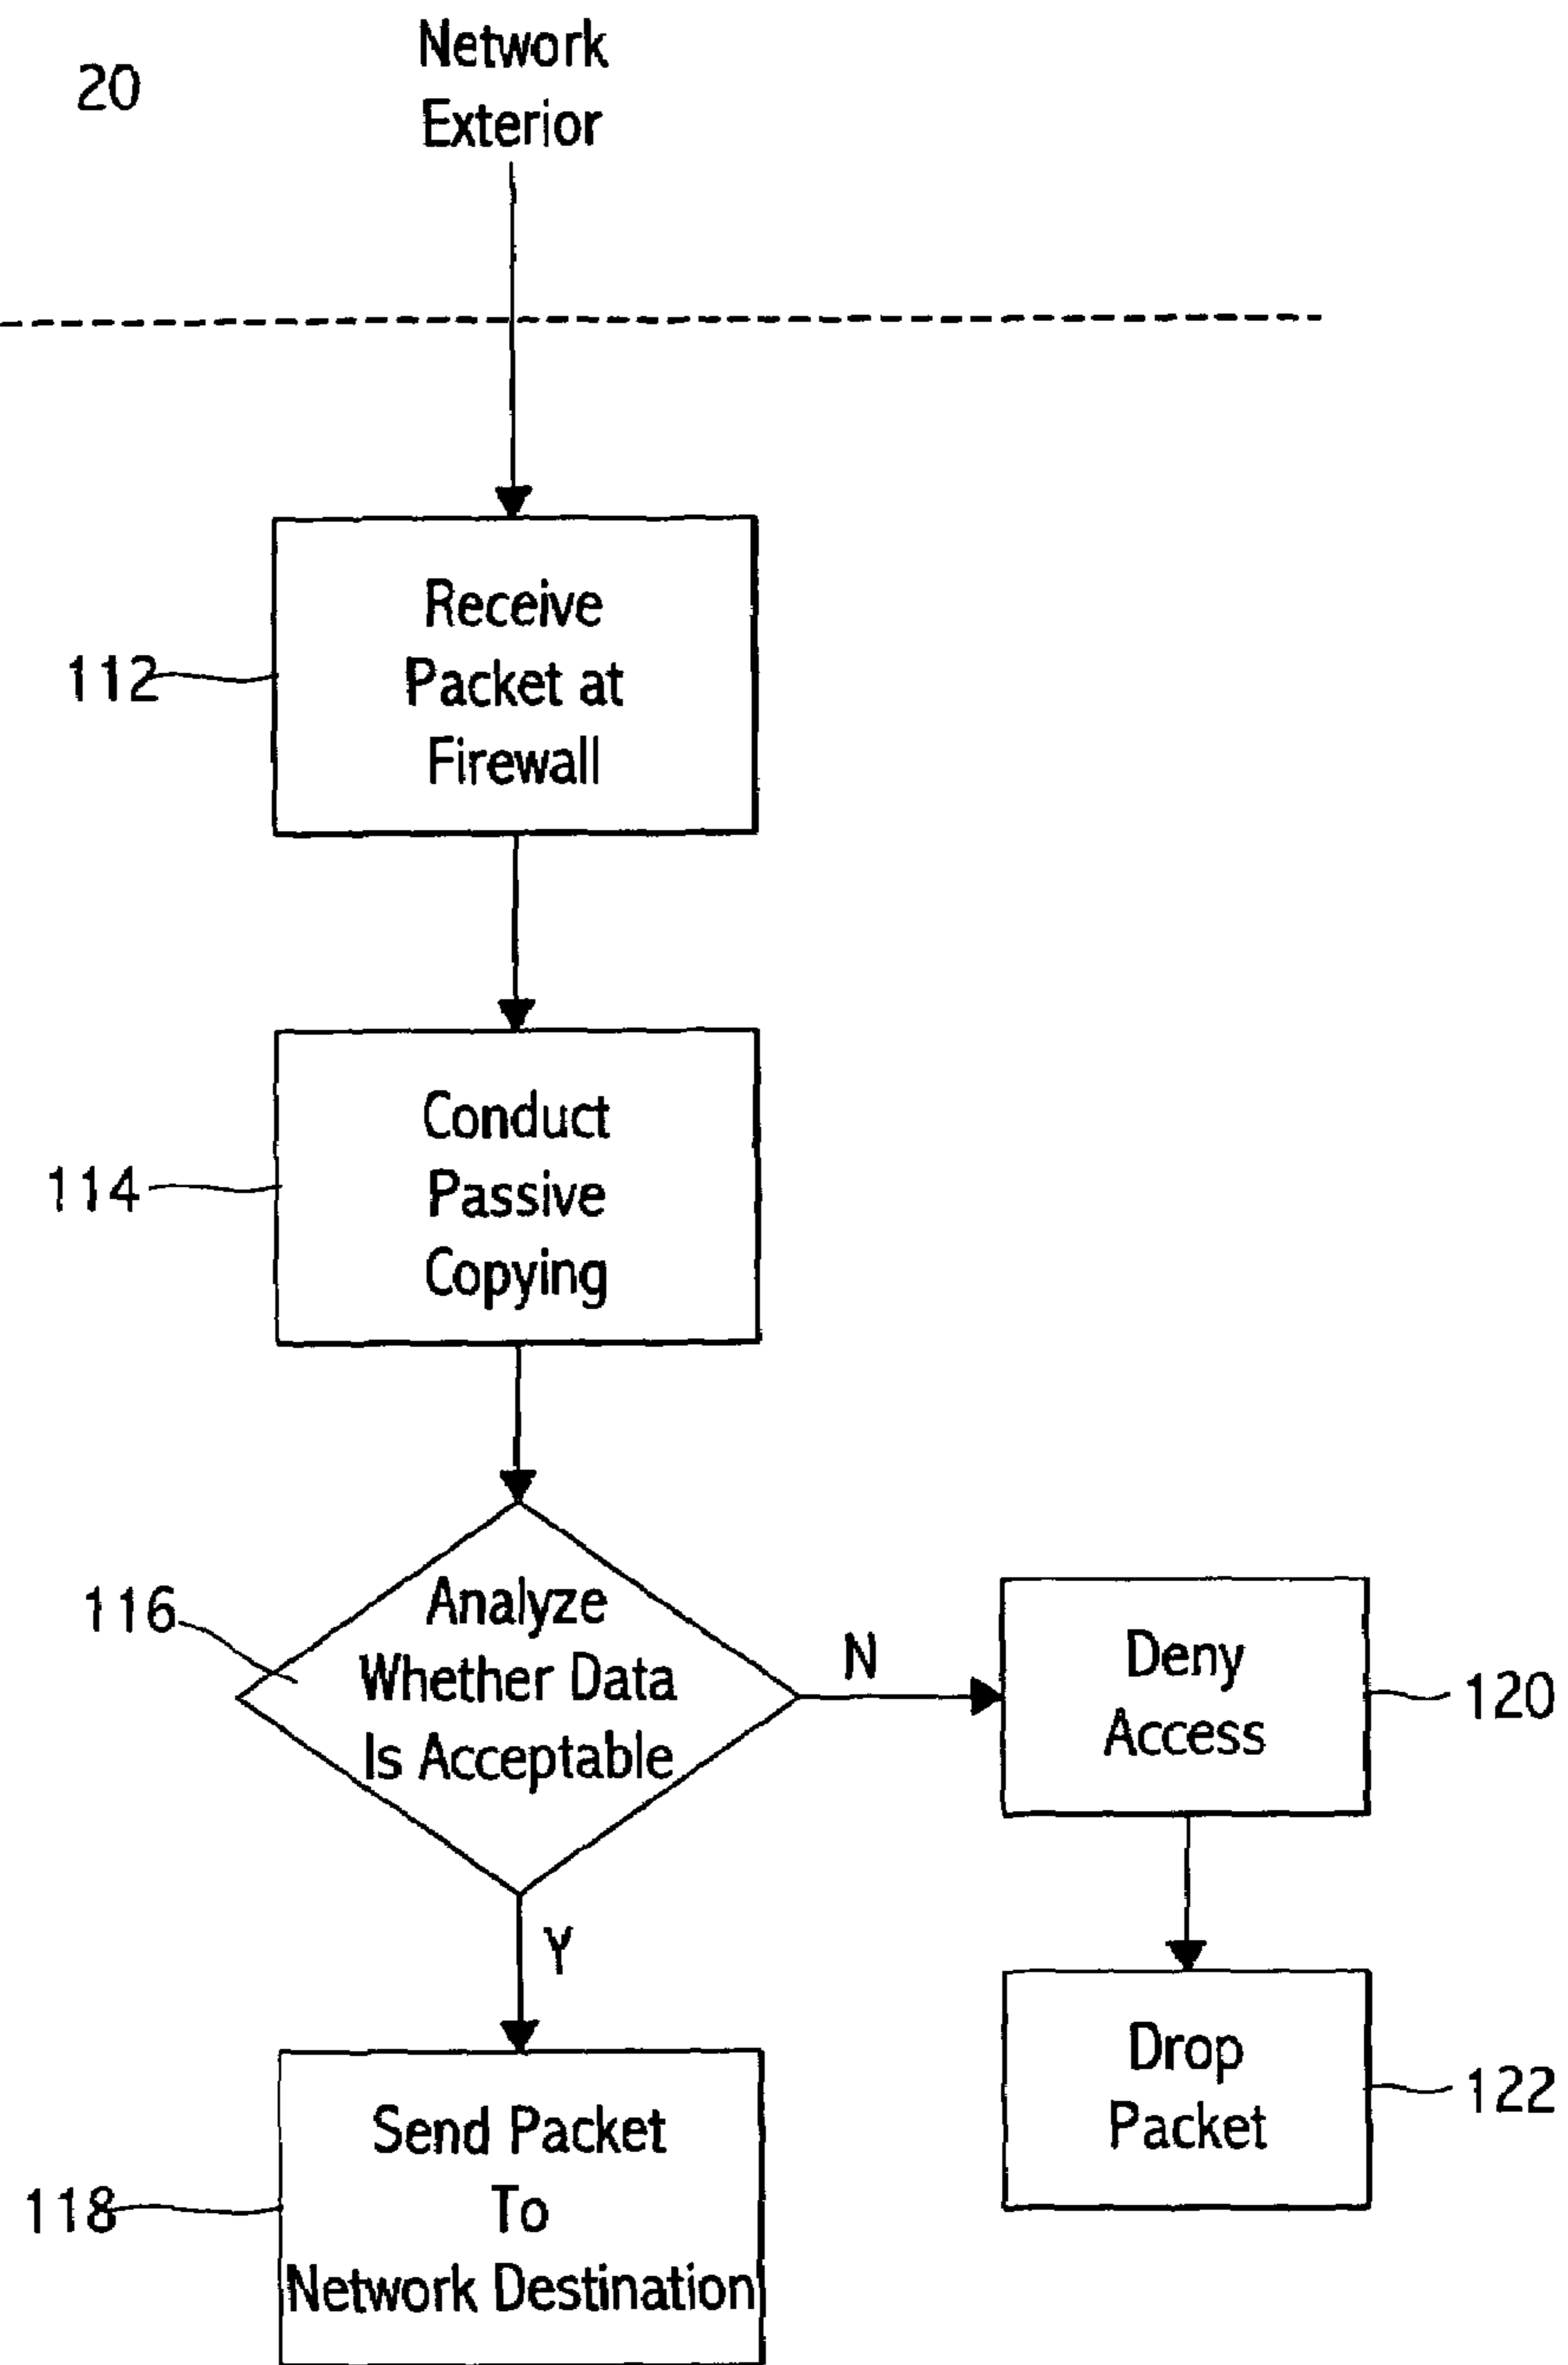 20
Network
Exterior
112
Receive
Packet at
Firewall
114
Conduct
Passive
Copying
116
Analyze
Whether Data
Is Acceptable
N
Deny
Access
120
Y
Drop
Packet
122
118
Send Packet
To
Network Destination